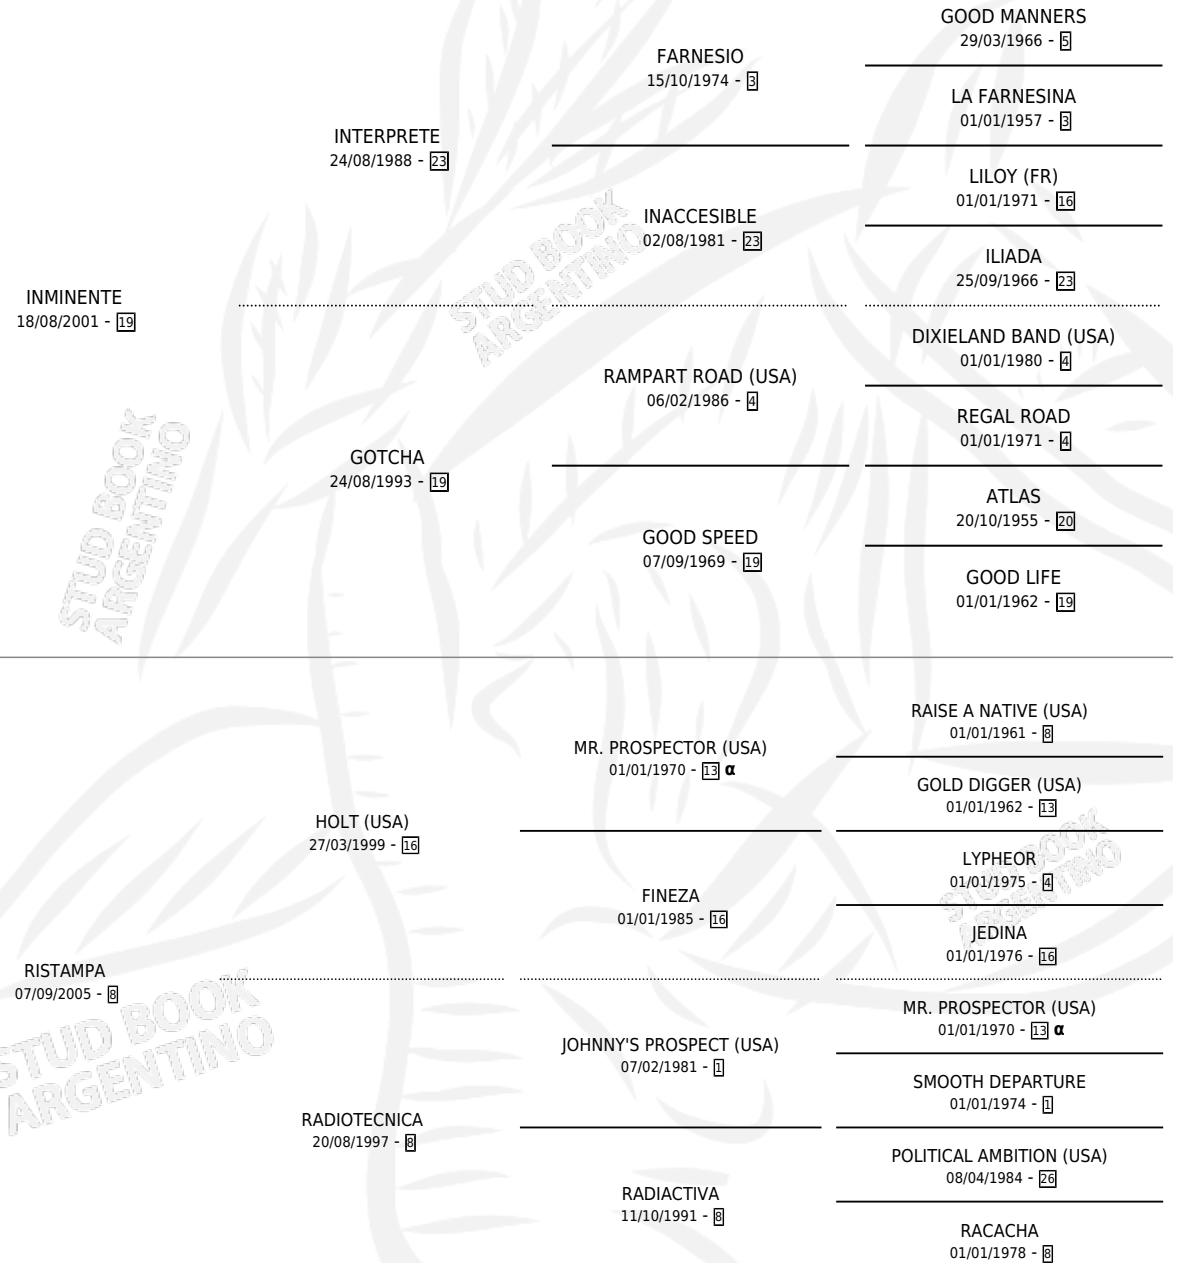 GOOD MANNERS
29/03/1966 - 5
FARNESIO
15/10/1974 - 3
LA FARNESINA
01/01/1957 - 3
INTERPRETE
24/08/1988 - 23
LILOY (FR)
01/01/1971 - 16
INACCESIBLE
02/08/1981 - 23
ILIADA
25/09/1966 - 23
INMINENTE
18/08/2001 - 19
DIXIELAND BAND (USA)
01/01/1980 - 4
RAMPART ROAD (USA)
06/02/1986 - 4
REGAL ROAD
01/01/1971 - 4
GOTCHA
24/08/1993 - 19
ATLAS
20/10/1955 - 20
GOOD SPEED
07/09/1969 - 19
GOOD LIFE
01/01/1962 - 19
RAISE A NATIVE (USA)
01/01/1961 - 8
MR. PROSPECTOR (USA)
01/01/1970 - 13 α
GOLD DIGGER (USA)
01/01/1962 - 13
HOLT (USA)
27/03/1999 - 16
LYPHEOR
01/01/1975 - 4
FINEZA
01/01/1985 - 16
JEDINA
01/01/1976 - 16
RISTAMPA
07/09/2005 - 8
MR. PROSPECTOR (USA)
01/01/1970 - 13 α
JOHNNY'S PROSPECT (USA)
07/02/1981 - 1
SMOOTH DEPARTURE
01/01/1974 - 1
RADIOTECNICA
20/08/1997 - 8
POLITICAL AMBITION (USA)
08/04/1984 - 26
RADIACTIVA
11/10/1991 - 8
RACACHA
01/01/1978 - 8
STUD BOOK
ARGENTINO
STUD BOOK
ARGENTINO
STUD BOOK
ARGENTINO
STUD BOOK
ARGENTINO